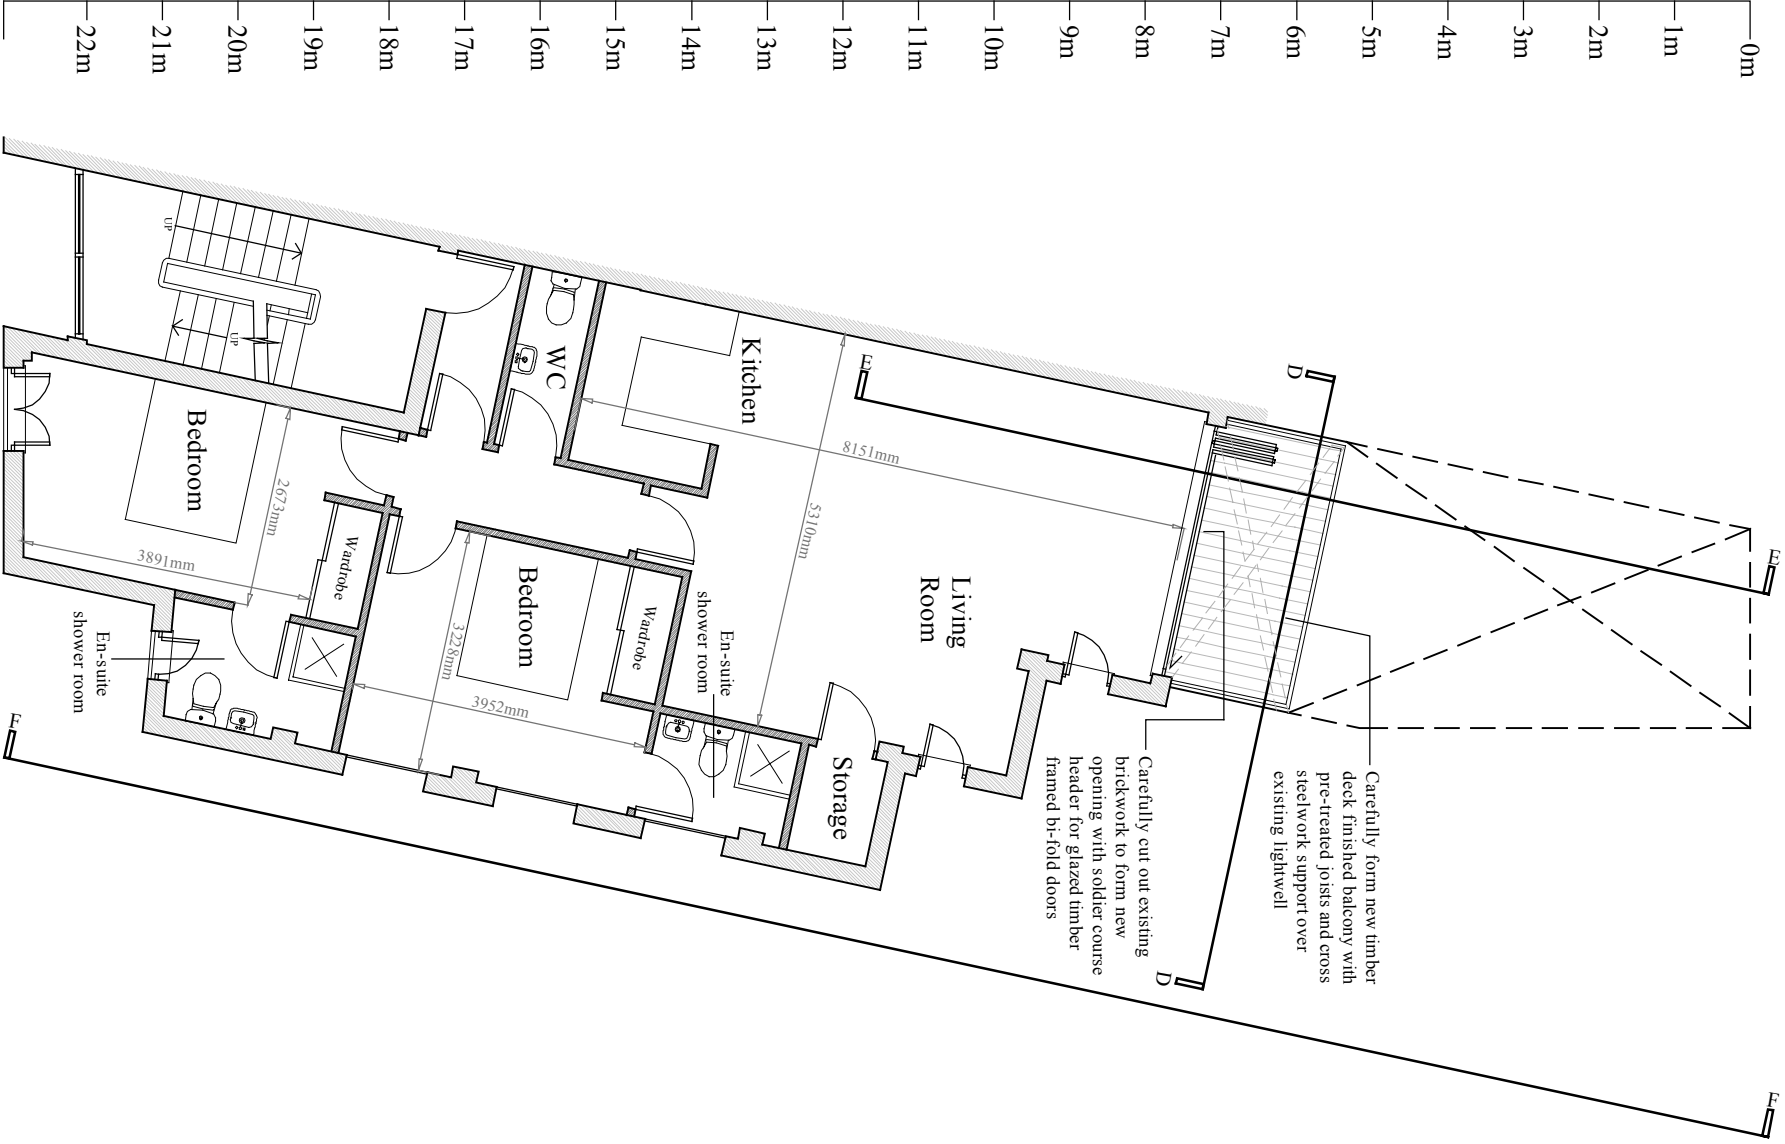 0m
1m
2m
3m
4m
5m
6m
7m
8m
9m
10m
11m
12m
13m
14m
15m
16m
17m
18m
19m
20m
21m
22m
E
E
D
D
F
F
Carefully form new timber
deck finished balcony with
pre-treated joists and cross
steelwork support over
existing lightwell
Carefully cut out existing
brickwork to form new
opening with soldier course
header for glazed timber
framed bi-fold doors
Living
Room
8151mm
5310mm
Kitchen
Storage
WC
En-suite
shower room
Wardrobe
Bedroom
3228mm
3952mm
Wardrobe
Bedroom
2673mm
3891mm
En-suite
shower room
UP
UP